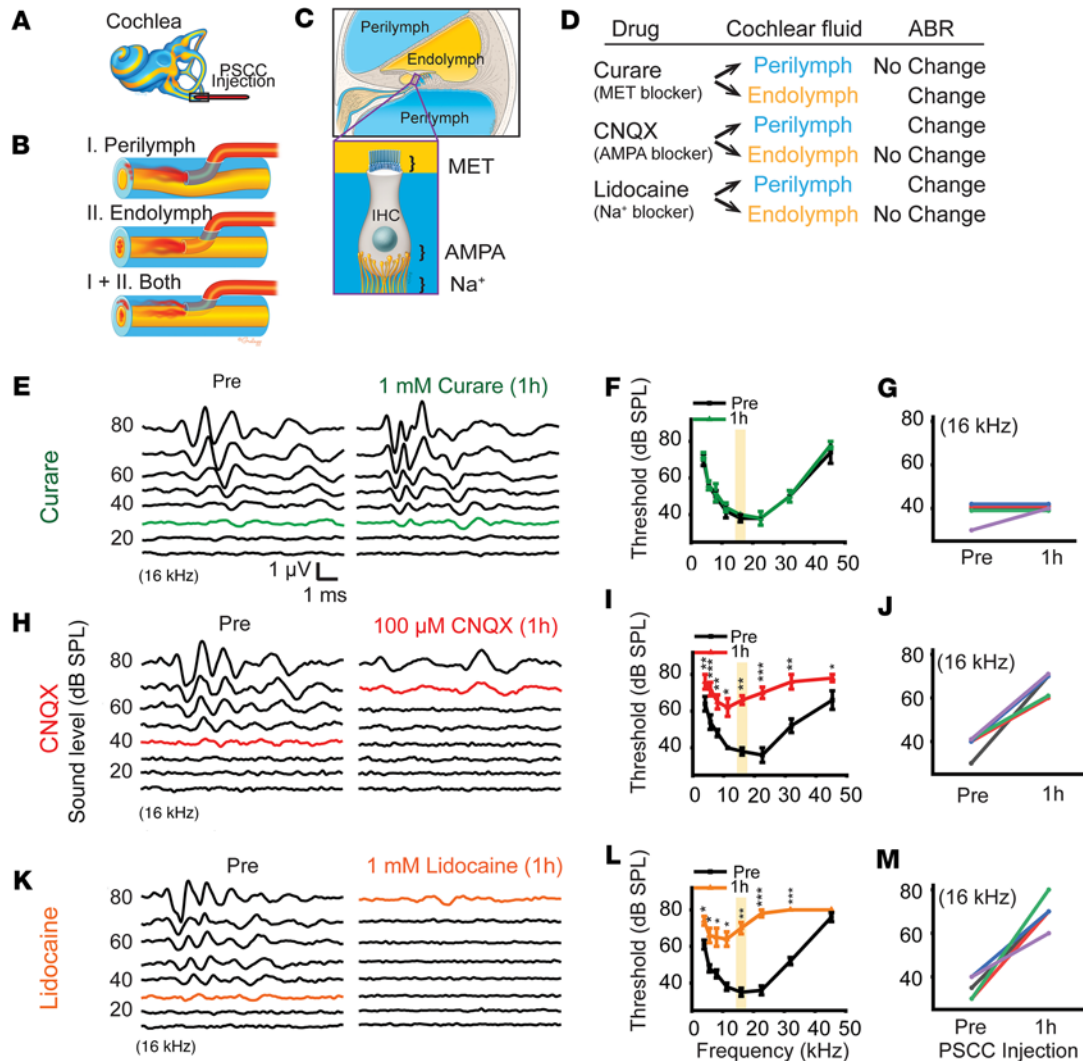 A
Cochlea
PSCC
Injection
B
I. Perilymph
II. Endolymph
I + II. Both
C
Perilymph
Endolymph
Perilymph
MET
IHC
AMPA
Na⁺
D
Drug Cochlear fluid ABR
Curare Perilymph No Change
(MET blocker) Endolymph Change
CNQX Perilymph Change
(AMPA blocker) Endolymph No Change
Lidocaine Perilymph Change
(Na⁺ blocker) Endolymph No Change
E
Curare
Pre 1 mM Curare (1h)
80
60
40
20
(16 kHz)
1 µV
1 ms
F
Pre
1h
Threshold (dB SPL)
80
60
40
0 10 20 30 40 50
G
(16 kHz)
80
60
40
Pre 1h
H
CNQX
Sound level (dB SPL)
Pre 100 µM CNQX (1h)
80
60
40
20
(16 kHz)
I
Pre
1h
Threshold (dB SPL)
80
60
40
** *** ** * ** *** ** *
0 10 20 30 40 50
J
(16 kHz)
80
60
40
Pre 1h
K
Lidocaine
Pre 1 mM Lidocaine (1h)
80
60
40
20
(16 kHz)
L
Pre
1h
Threshold (dB SPL)
80
60
40
* * * * ** *** ***
0 10 20 30 40 50
Frequency (kHz)
M
(16 kHz)
80
60
40
Pre 1h
PSCC Injection